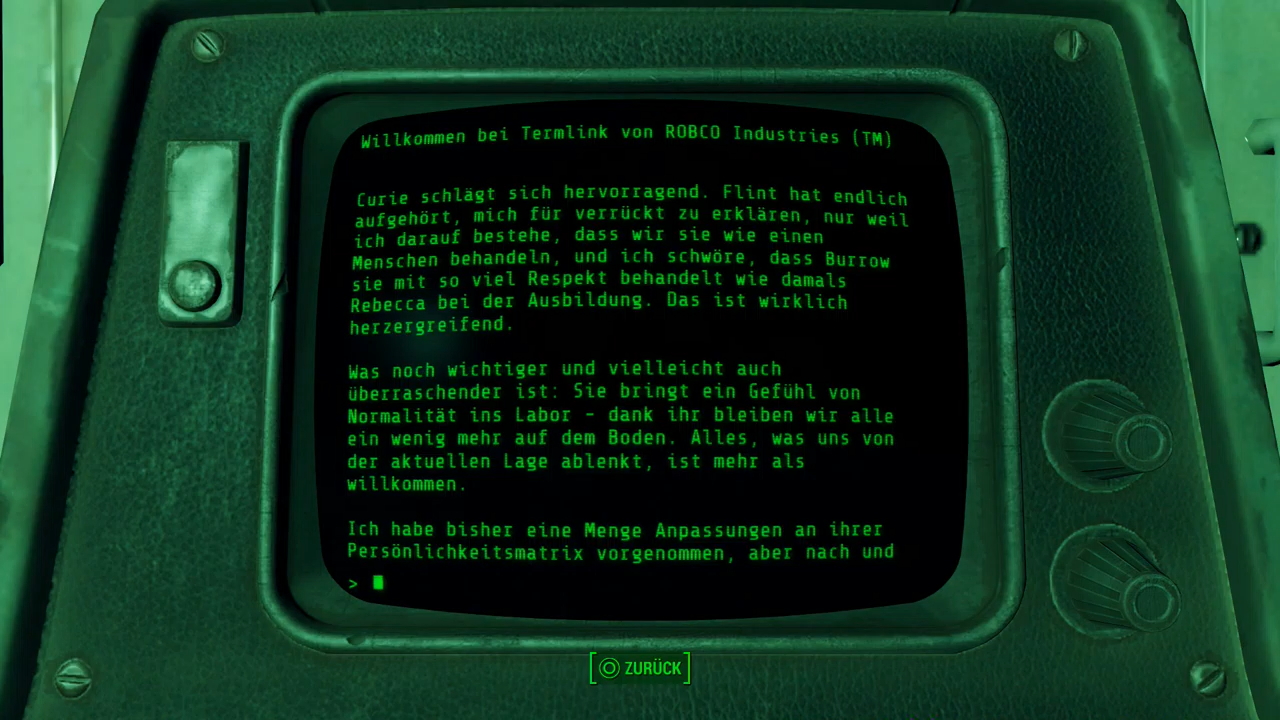 Willkommen bei Termlink von ROBCO Industries (TM)
Curie schlägt sich hervorragend. Flint hat endlich
aufgehört, mich für verrückt zu erklären, nur weil
ich darauf bestehe, dass wir sie wie einen
Menschen behandeln, und ich schwöre, dass Burrow
sie mit so viel Respekt behandelt wie damals
Rebecca bei der Ausbildung. Das ist wirklich
herzergreifend.
Was noch wichtiger und vielleicht auch
überraschender ist: Sie bringt ein Gefühl von
Normalität ins Labor - dank ihr bleiben wir alle
ein wenig mehr auf dem Boden. Alles, was uns von
der aktuellen Lage ablenkt, ist mehr als
willkommen.
Ich habe bisher eine Menge Anpassungen an ihrer
Persönlichkeitsmatrix vorgenommen, aber nach und
>
ZURÜCK